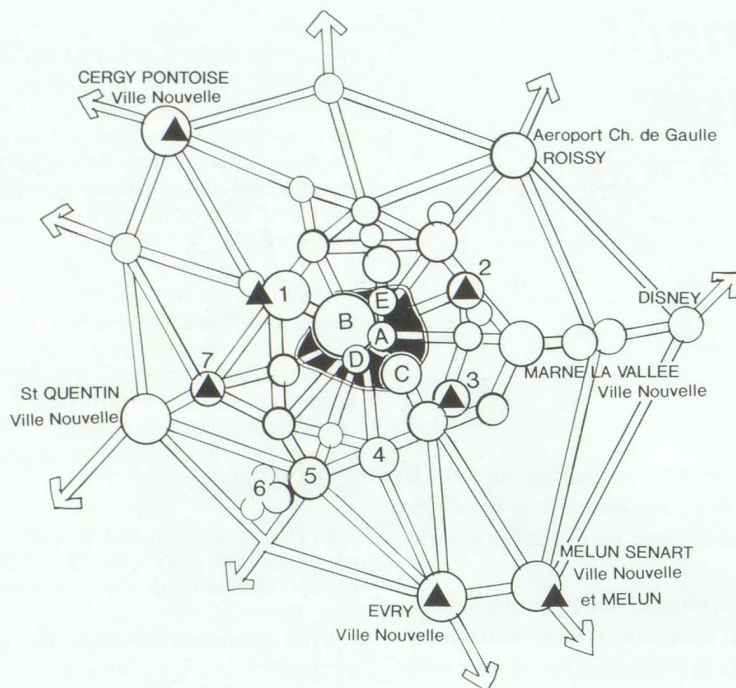 CERGY PONTOISE
Ville Nouvelle
Aeroport Ch. de Gaulle
ROISSY
1
2
E
B
A
DISNEY
D
C
MARNE LA VALLEE
Ville Nouvelle
7
3
St QUENTIN
Ville Nouvelle
4
5
6
MELUN SENART
Ville Nouvelle
et MELUN
EVRY
Ville Nouvelle